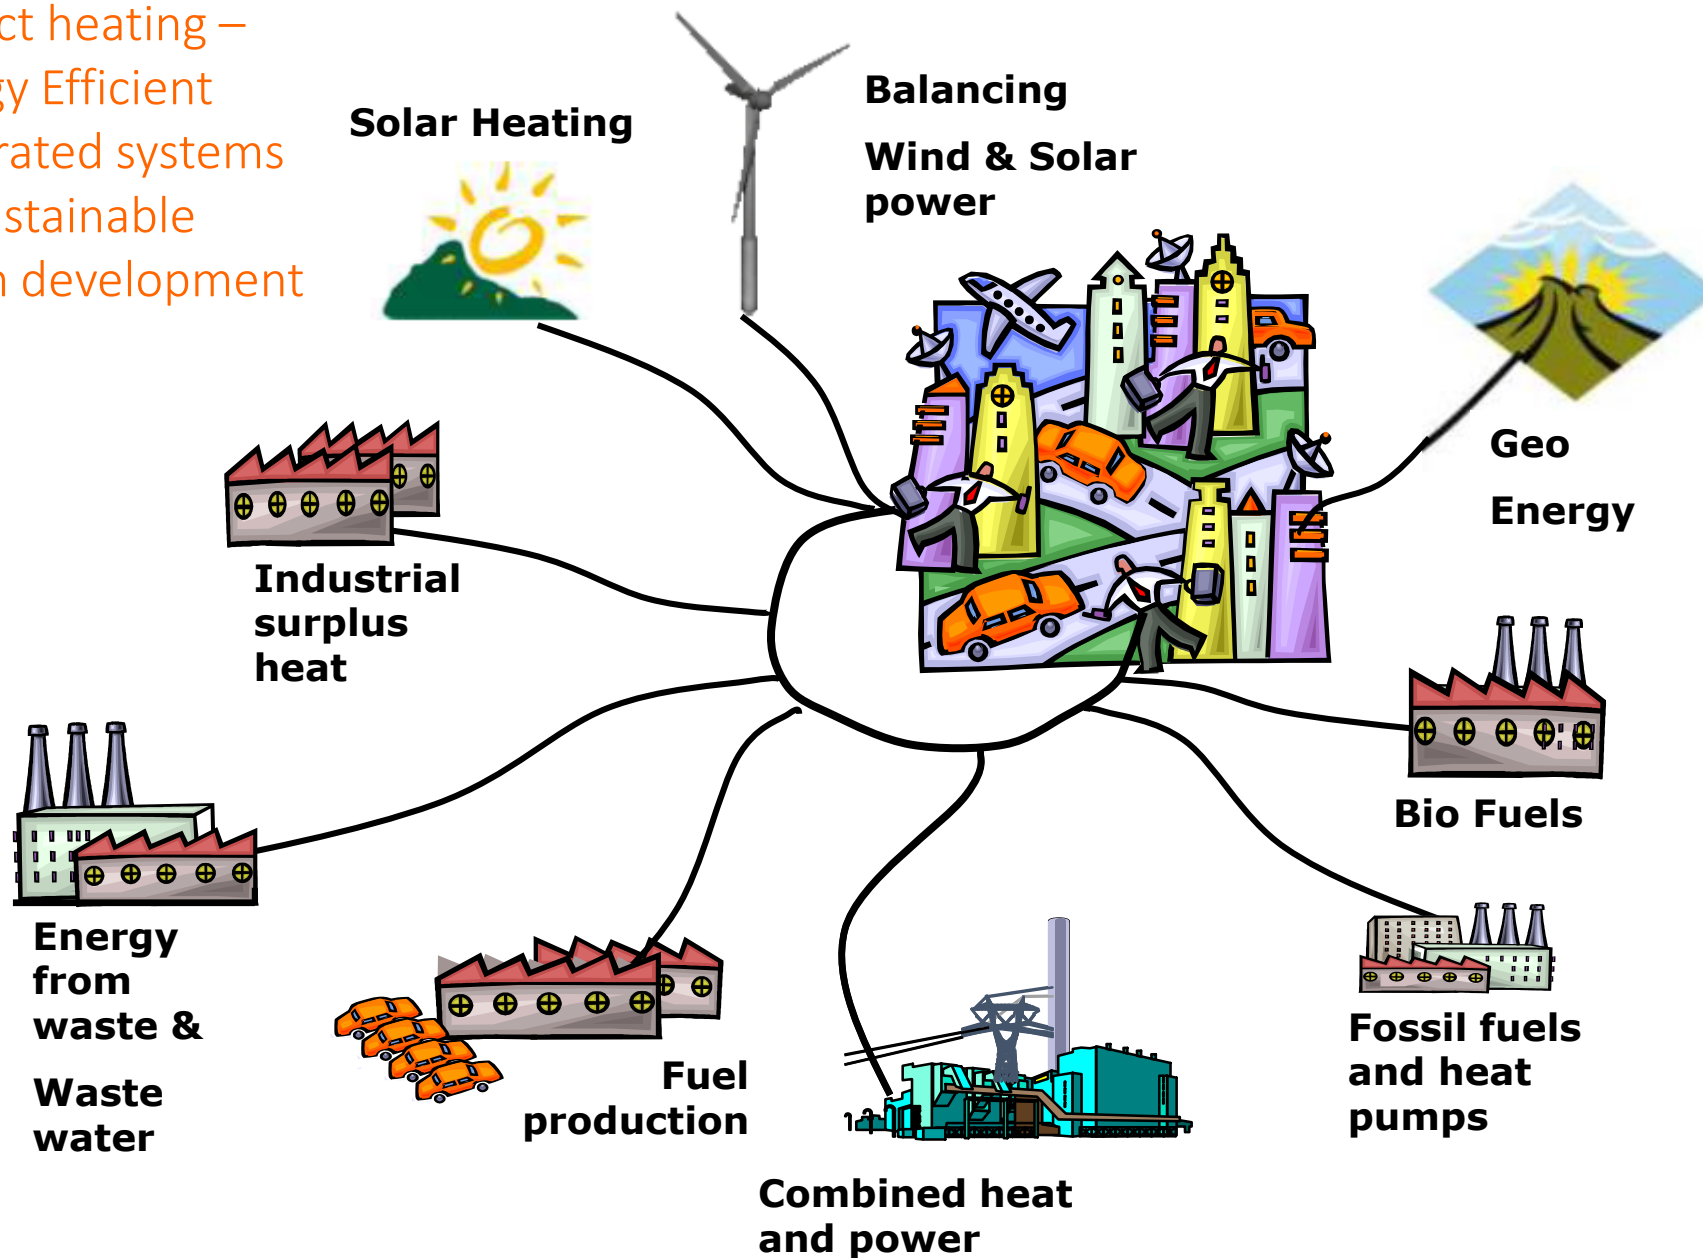 ct heating –
gy Efficient
rated systems
stainable
n development
Solar Heating
Balancing
Wind & Solar
power
Geo
Energy
Industrial
surplus
heat
Bio Fuels
Energy
from
waste &
Waste
water
Fuel
production
Combined heat
and power
Fossil fuels
and heat
pumps